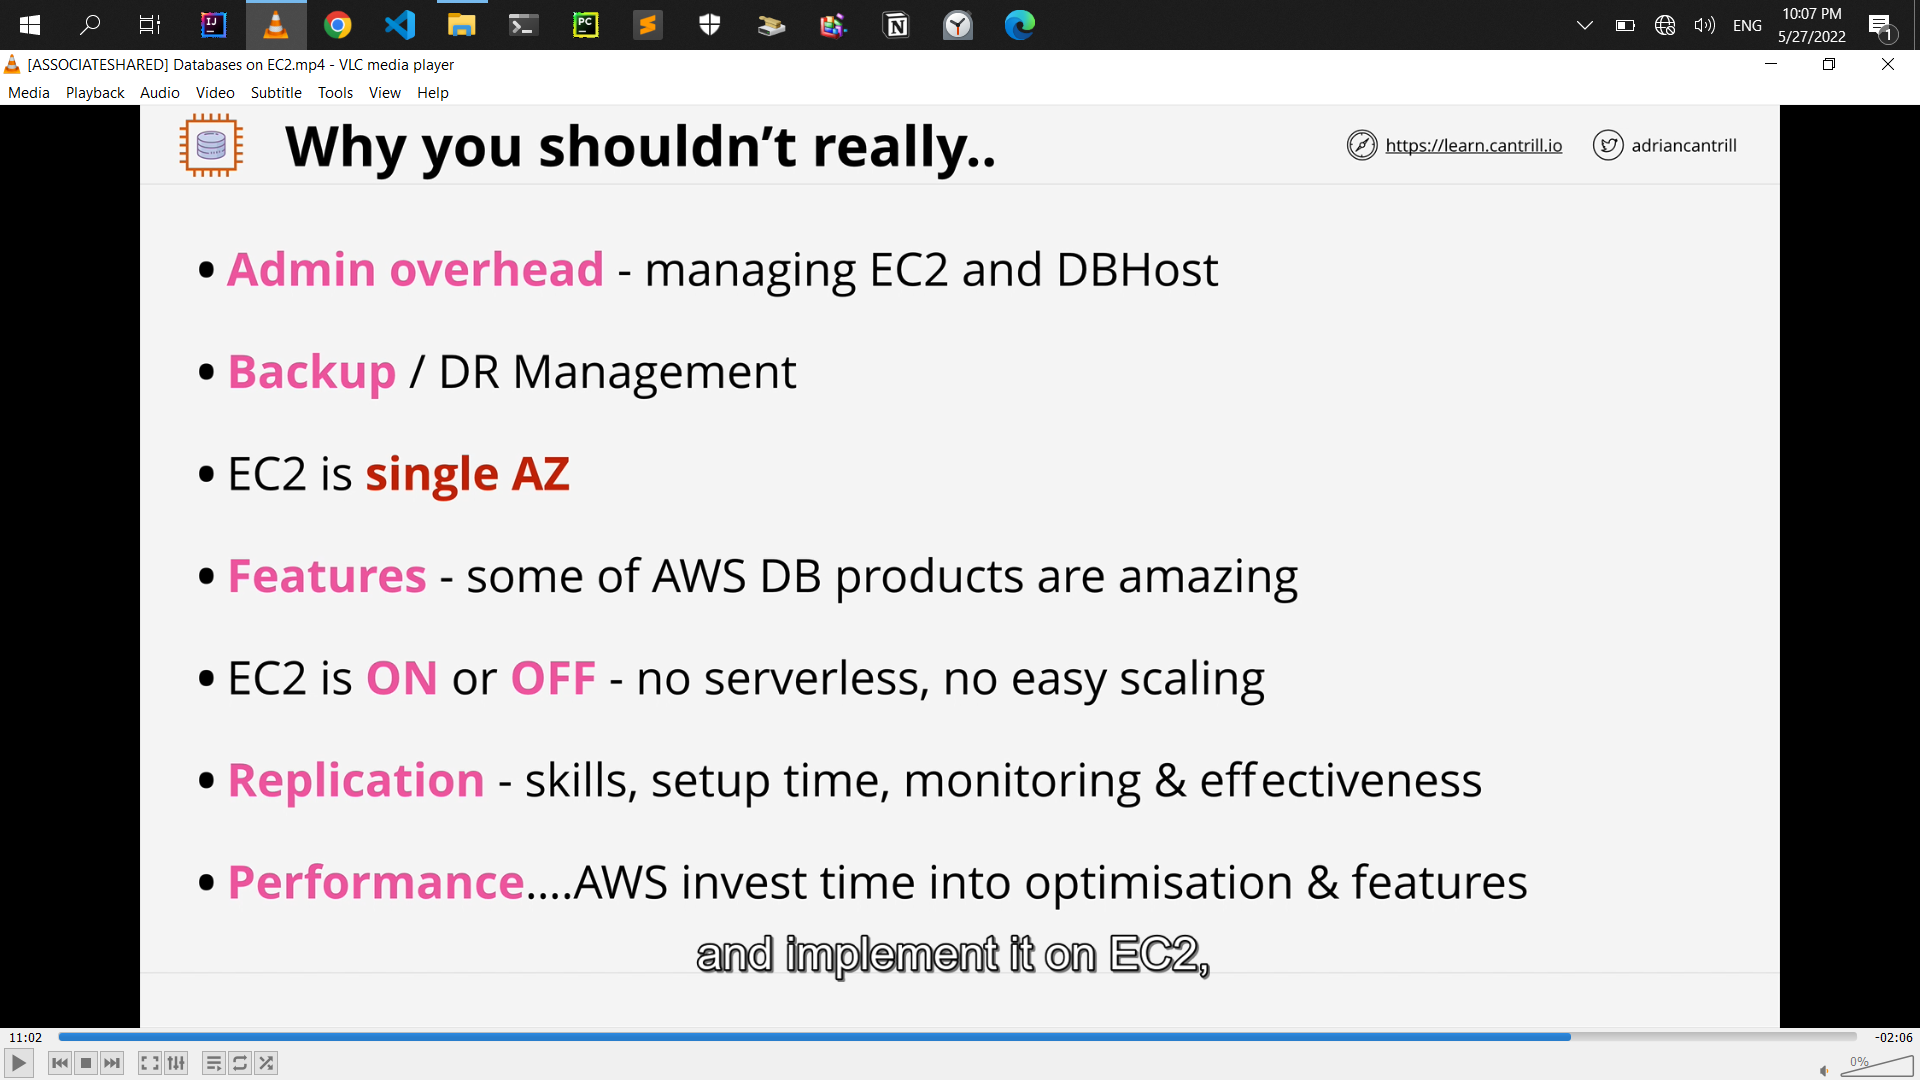 ENG
10:07 PM
5/27/2022
1
[ASSOCIATESHARED] Databases on EC2.mp4 - VLC media player
Media Playback Audio Video Subtitle Tools View Help
Why you shouldn't really..
https://learn.cantrill.io
adriancantrill
• Admin overhead - managing EC2 and DBHost
• Backup / DR Management
• EC2 is single AZ
• Features - some of AWS DB products are amazing
• EC2 is ON or OFF - no serverless, no easy scaling
• Replication - skills, setup time, monitoring & effectiveness
• Performance....AWS invest time into optimisation & features
and implement it on EC2,
11:02
-02:06
0%